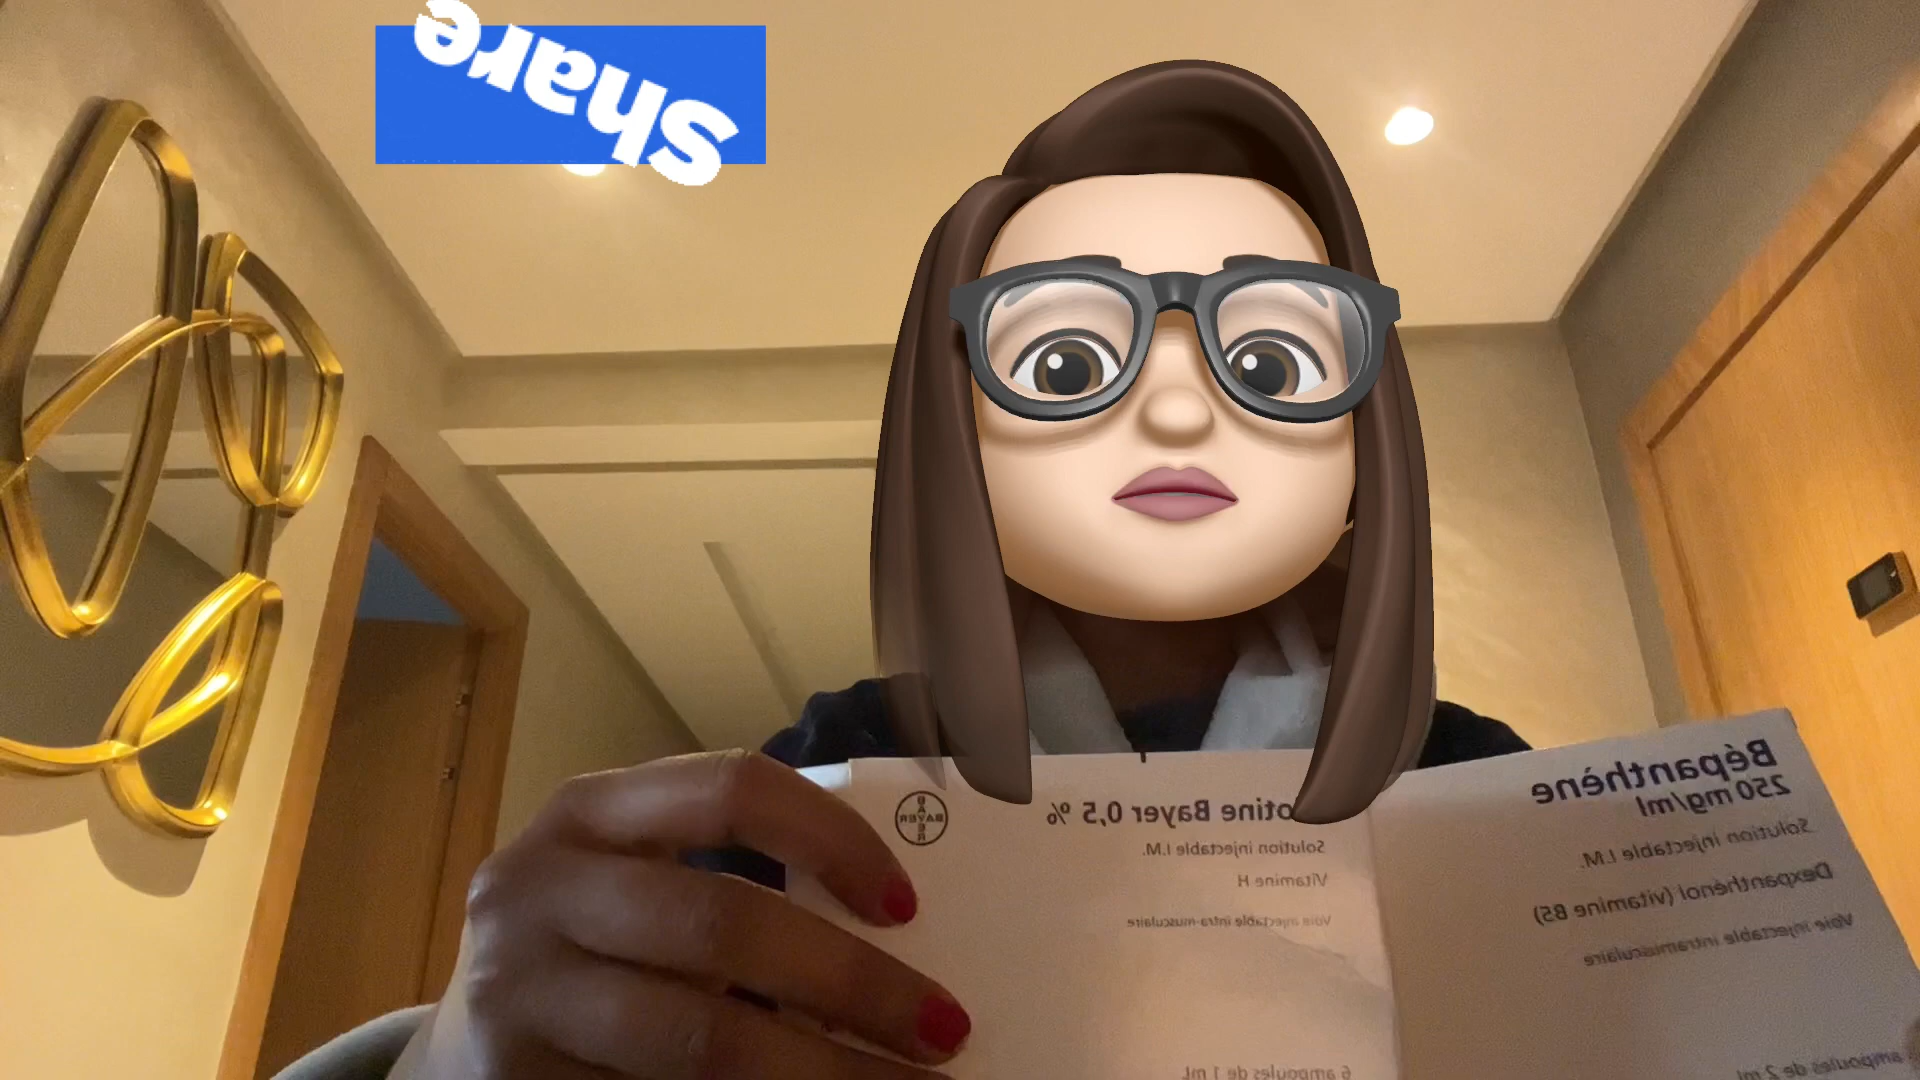 share
BAYER
BAYER
otine Bayer 0,5 %
Solution injectable I.M.
Vitamine H
Voie injectable intra-musculaire
6 ampoules de 1 mL
Bépanthène
250 mg/ml
Solution injectable I.M.
Dexpanthénol (vitamine B5)
Voie injectable intramusculaire
ampoules de 2 ml